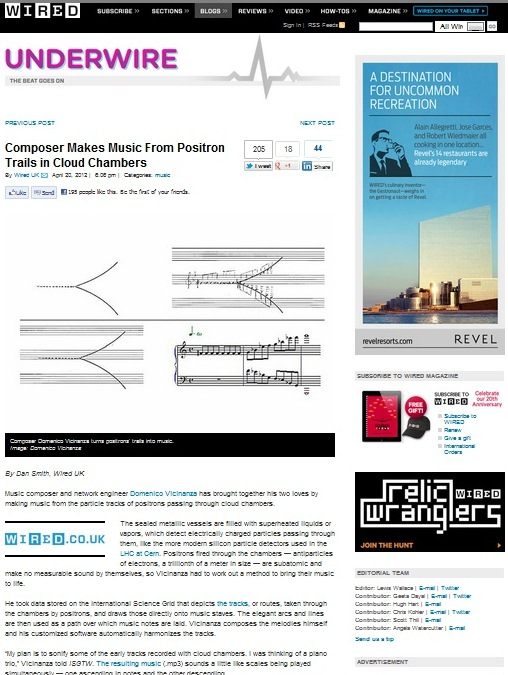 WIRED SUBSCRIBE >> SECTIONS >> BLOGS >> REVIEWS >> VIDEO >> HOW-TOS >> MAGAZINE >> WIRED ON YOUR TABLET
Sign In | RSS Feeds All Wired GO
UNDERWIRE
THE BEAT GOES ON
PREVIOUS POST NEXT POST
Composer Makes Music From Positron
Trails in Cloud Chambers
By Wired UK April 20, 2012 | 6:08 pm | Categories: music
205 18 44
tweet +1 Share
Like Send 195 people like this. Be the first of your friends.
Composer Domenico Vicinanza turns positrons' trails into music.
Image: Domenico Vicinanza
By Dan Smith, Wired UK
Music composer and network engineer Domenico Vicinanza has brought together his two loves by
making music from the particle tracks of positrons passing through cloud chambers.
WIRED.CO.UK
The sealed metallic vessels are filled with superheated liquids or
vapors, which detect electrically charged particles passing through
them, like the more modern silicon particle detectors used in the
LHC at Cern. Positrons fired through the chambers — antiparticles
of electrons, a trillionth of a meter in size — are subatomic and
make no measurable sound by themselves, so Vicinanza had to work out a method to bring their music
to life.
He took data stored on the International Science Grid that depicts the tracks, or routes, taken through
the chambers by positrons, and draws those directly onto music staves. The elegant arcs and lines
are then used as a path over which music notes are laid. Vicinanza composes the melodies himself
and his customized software automatically harmonizes the tracks.
"My plan is to sonify some of the early tracks recorded with cloud chambers. I was thinking of a piano
trio," Vicinanza told iSGTW. The resulting music (.mp3) sounds a little like scales being played
simultaneously — one ascending in notes and the other descending.
A DESTINATION
FOR UNCOMMON
RECREATION
Alain Allegretti, Jose Garces,
and Robert Wiedmaier all
cooking in one location...
Revel's 14 restaurants are
already legendary
WIRED'S culinary inventor—
the Gastronaut—weighs in
on getting a taste of Revel.
revelresorts.com REVEL
SUBSCRIBE TO WIRED MAGAZINE
FREE
GIFT!
SUBSCRIBE TO
WIRED
Celebrate
our 20th
Anniversary
Subscribe to
WIRED
Renew
Give a gift
International
Orders
relic WIRED
wranglers
JOIN THE HUNT
EDITORIAL TEAM
Editor: Lewis Wallace | E-mail | Twitter
Contributor: Geeta Dayal | E-mail | Twitter
Contributor: Hugh Hart | E-mail
Contributor: Chris Kohler | E-mail | Twitter
Contributor: Scott Thill | E-mail
Contributor: Angela Watercutter | E-mail
Send us a tip
ADVERTISEMENT